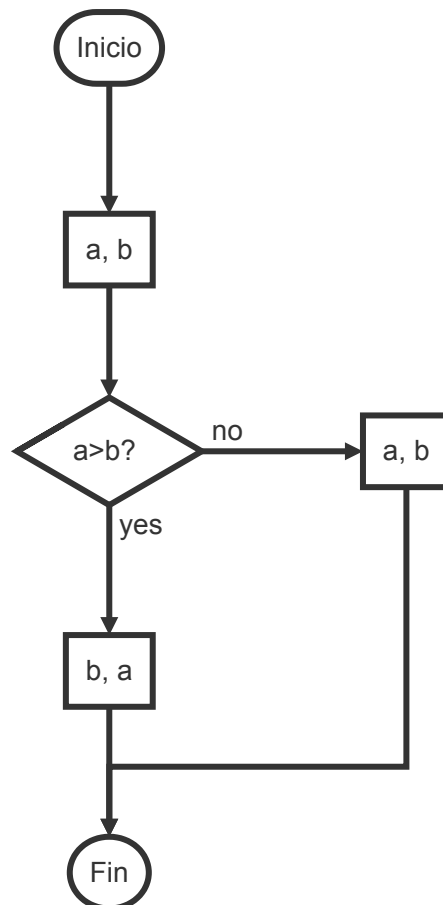 Inicio
a, b
a>b?
no
a, b
yes
b, a
Fin